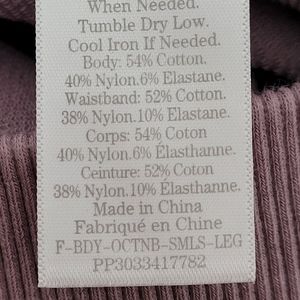 When Needed.
Tumble Dry Low.
Cool Iron If Needed.
Body: 54% Cotton.
40% Nylon.6% Elastane.
Waistband: 52% Cotton.
38% Nylon.10% Elastane.
Corps: 54% Coton
40% Nylon.6% Élasthanne.
Ceinture: 52% Coton
38% Nylon.10% Élasthanne.
Made in China
Fabriqué en Chine
F-BDY-OCTNB-SMLS-LEG
PP3033417782